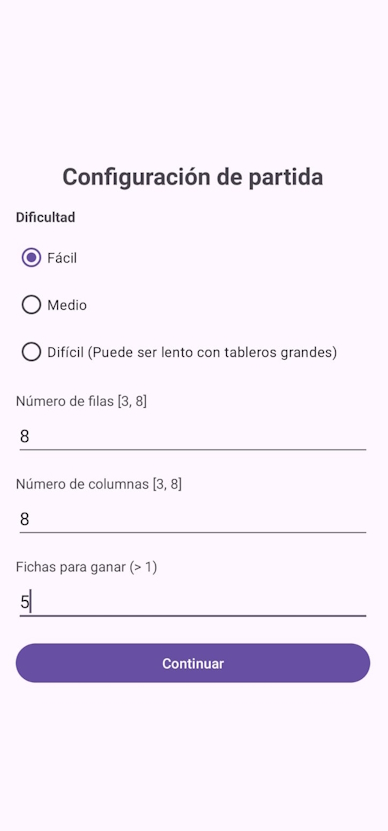 Configuración de partida
Dificultad
Fácil
Medio
Difícil (Puede ser lento con tableros grandes)
Número de filas [3, 8]
8
Número de columnas [3, 8]
8
Fichas para ganar (> 1)
5
Continuar